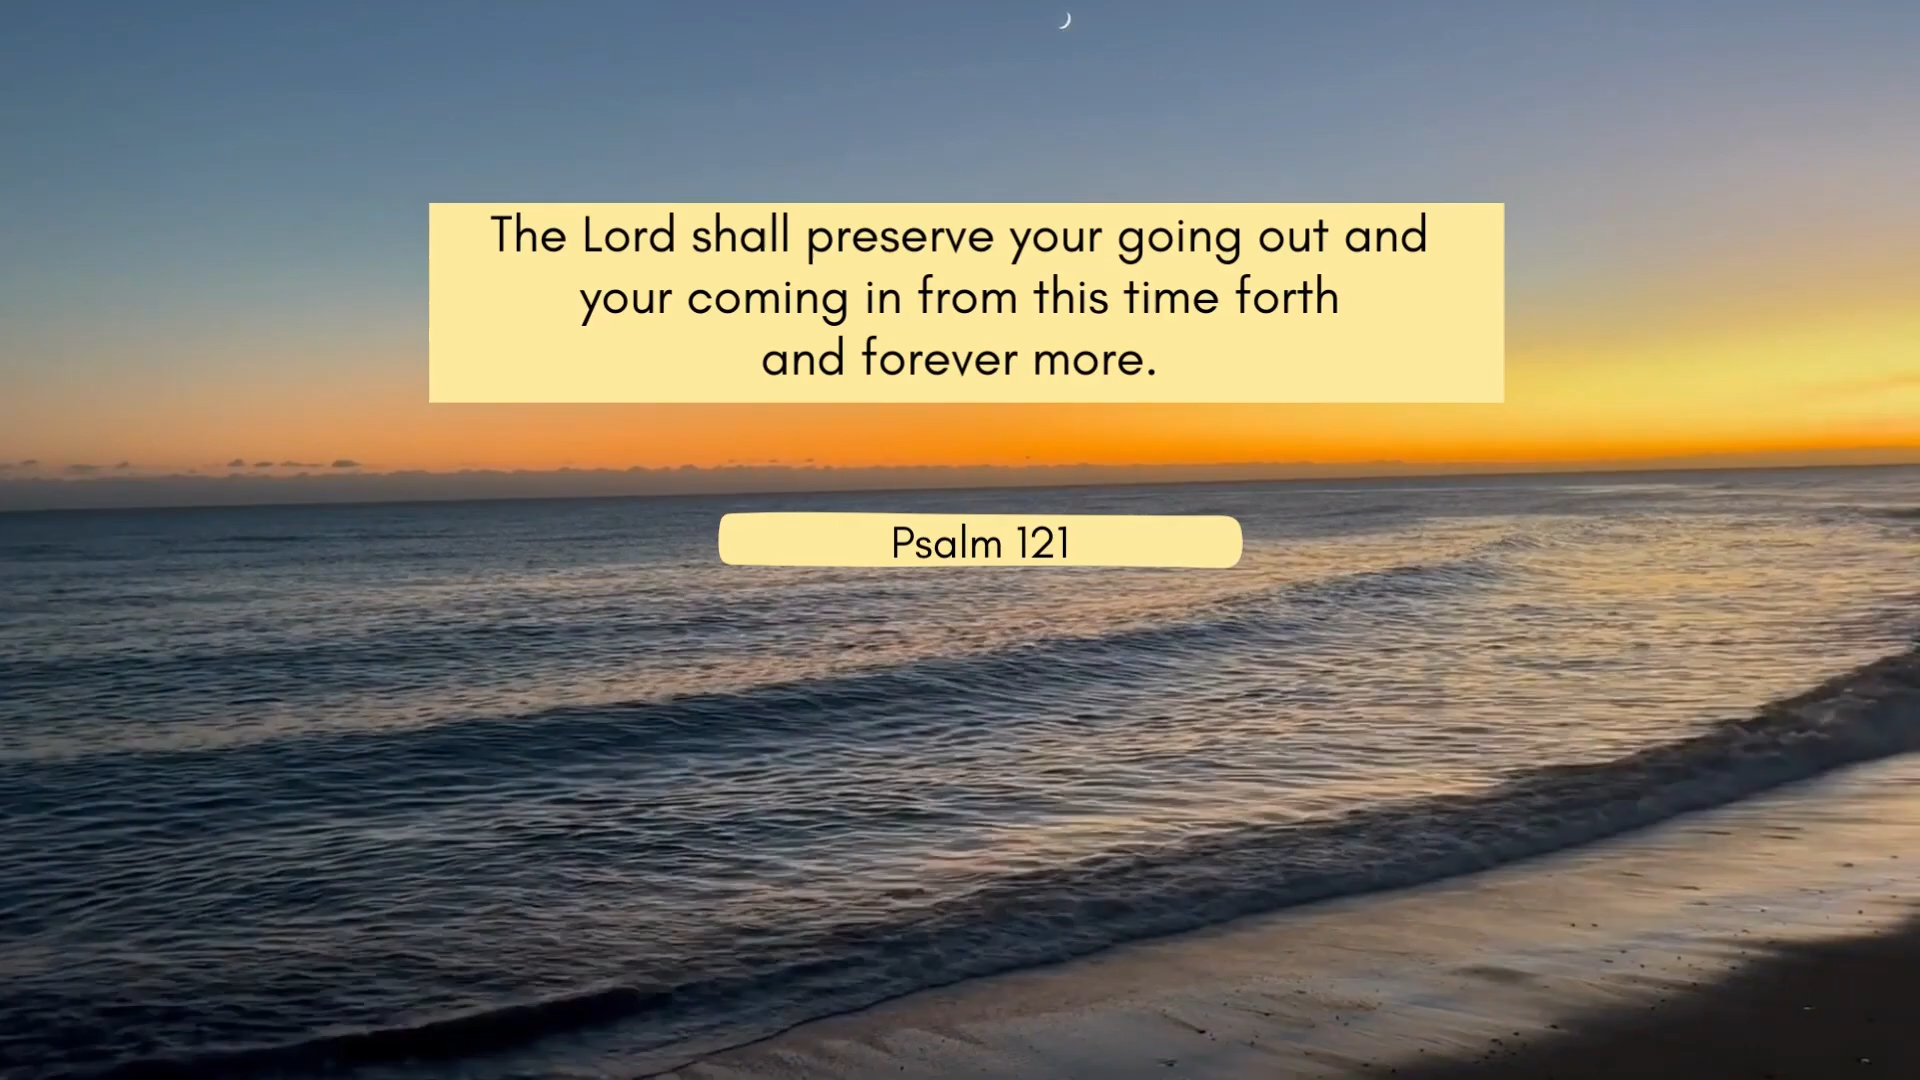 The Lord shall preserve your going out and
your coming in from this time forth
and forever more.
Psalm 121